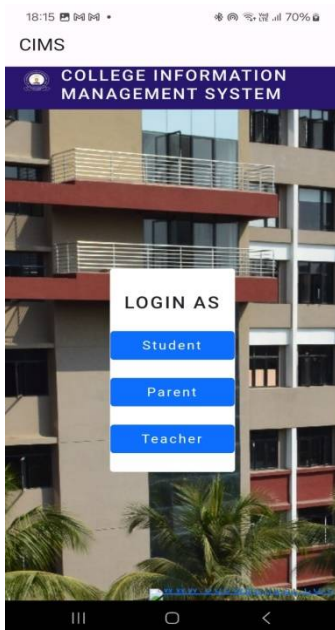 18:15
70%
CIMS
COLLEGE INFORMATION
MANAGEMENT SYSTEM
LOGIN AS
Student
Parent
Teacher